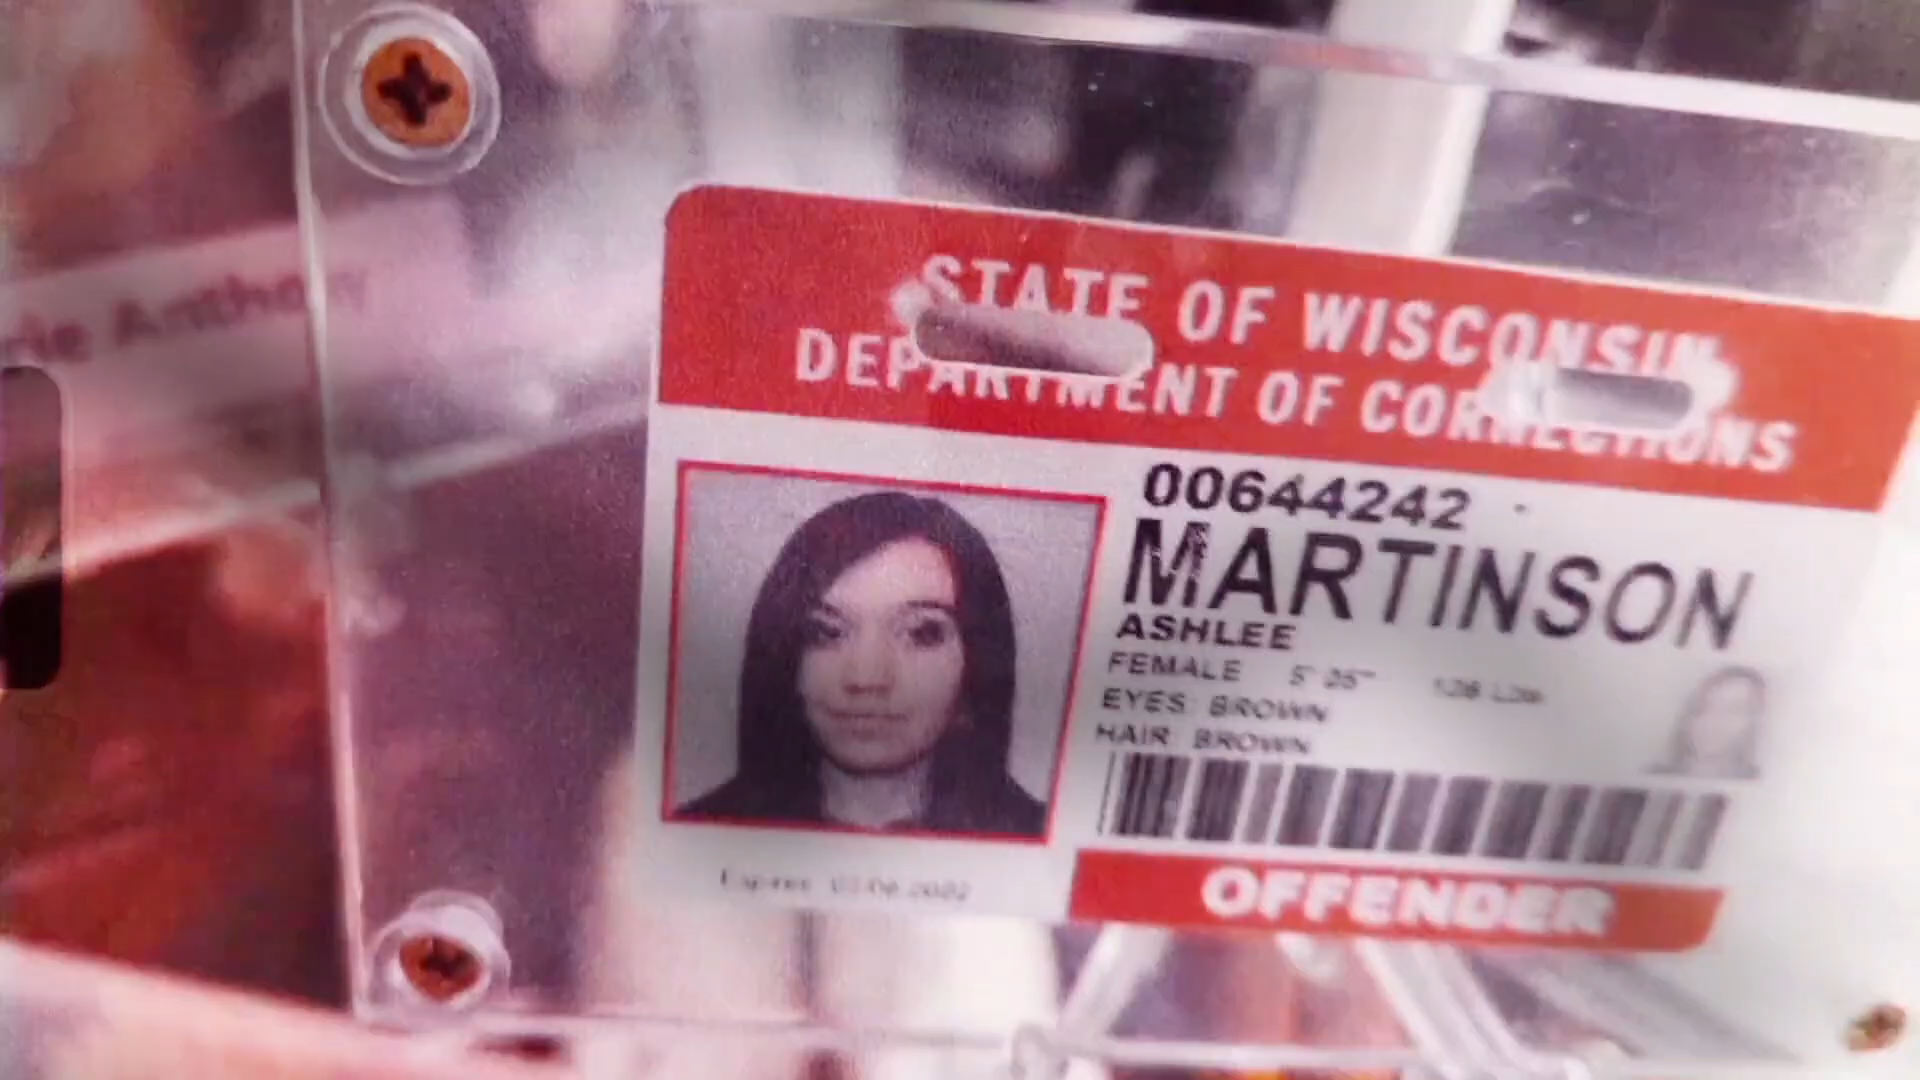 STATE OF WISCONSIN
DEPARTMENT OF CORRECTIONS
00644242
MARTINSON
ASHLEE
FEMALE
EYES: BROWN
HAIR: BROWN
OFFENDER